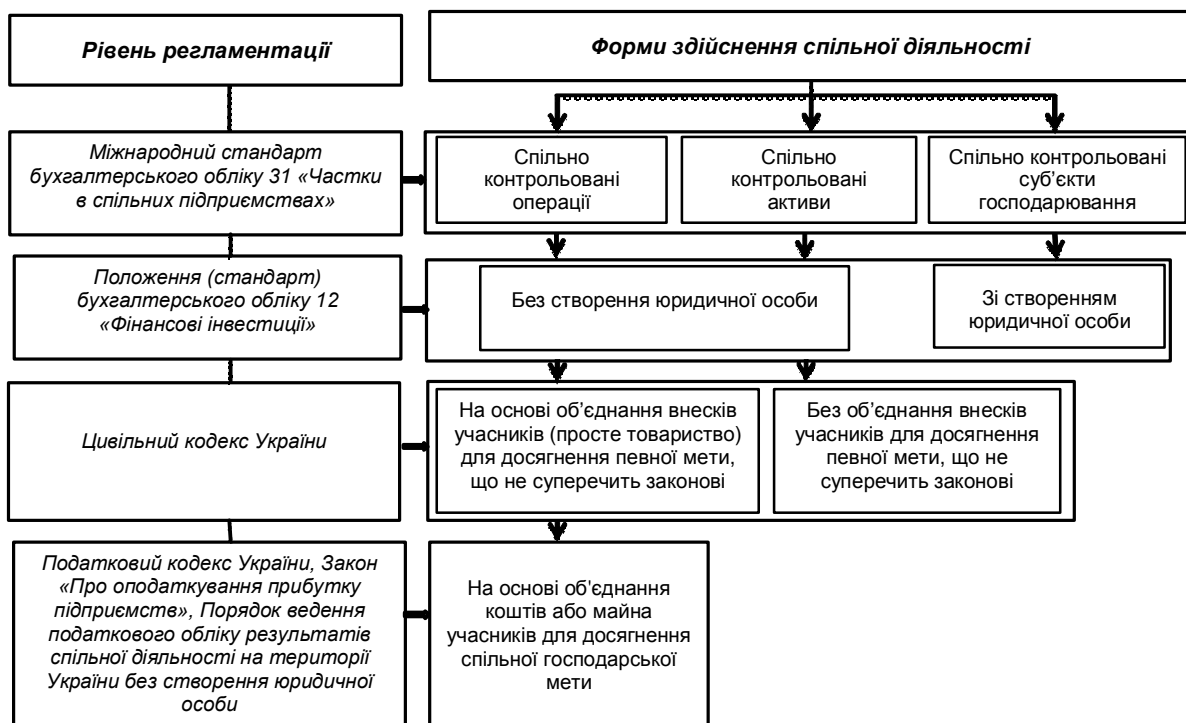 Рівень регламентації
Форми здійснення спільної діяльності
Міжнародний стандарт
бухгалтерського обліку 31 «Частки
в спільних підприємствах»
Спільно
контрольовані
операції
Спільно
контрольовані
активи
Спільно контрольовані
суб’єкти
господарювання
Положення (стандарт)
бухгалтерського обліку 12
«Фінансові інвестиції»
Без створення юридичної особи
Зі створенням
юридичної особи
Цивільний кодекс України
На основі об’єднання внесків
учасників (просте товариство)
для досягнення певної мети,
що не суперечить законові
Без об’єднання внесків
учасників для досягнення
певної мети, що не
суперечить законові
Податковий кодекс України, Закон
«Про оподаткування прибутку
підприємств», Порядок ведення
податкового обліку результатів
спільної діяльності на території
України без створення юридичної
особи
На основі об'єднання
коштів або майна
учасників для досягнення
спільної господарської
мети